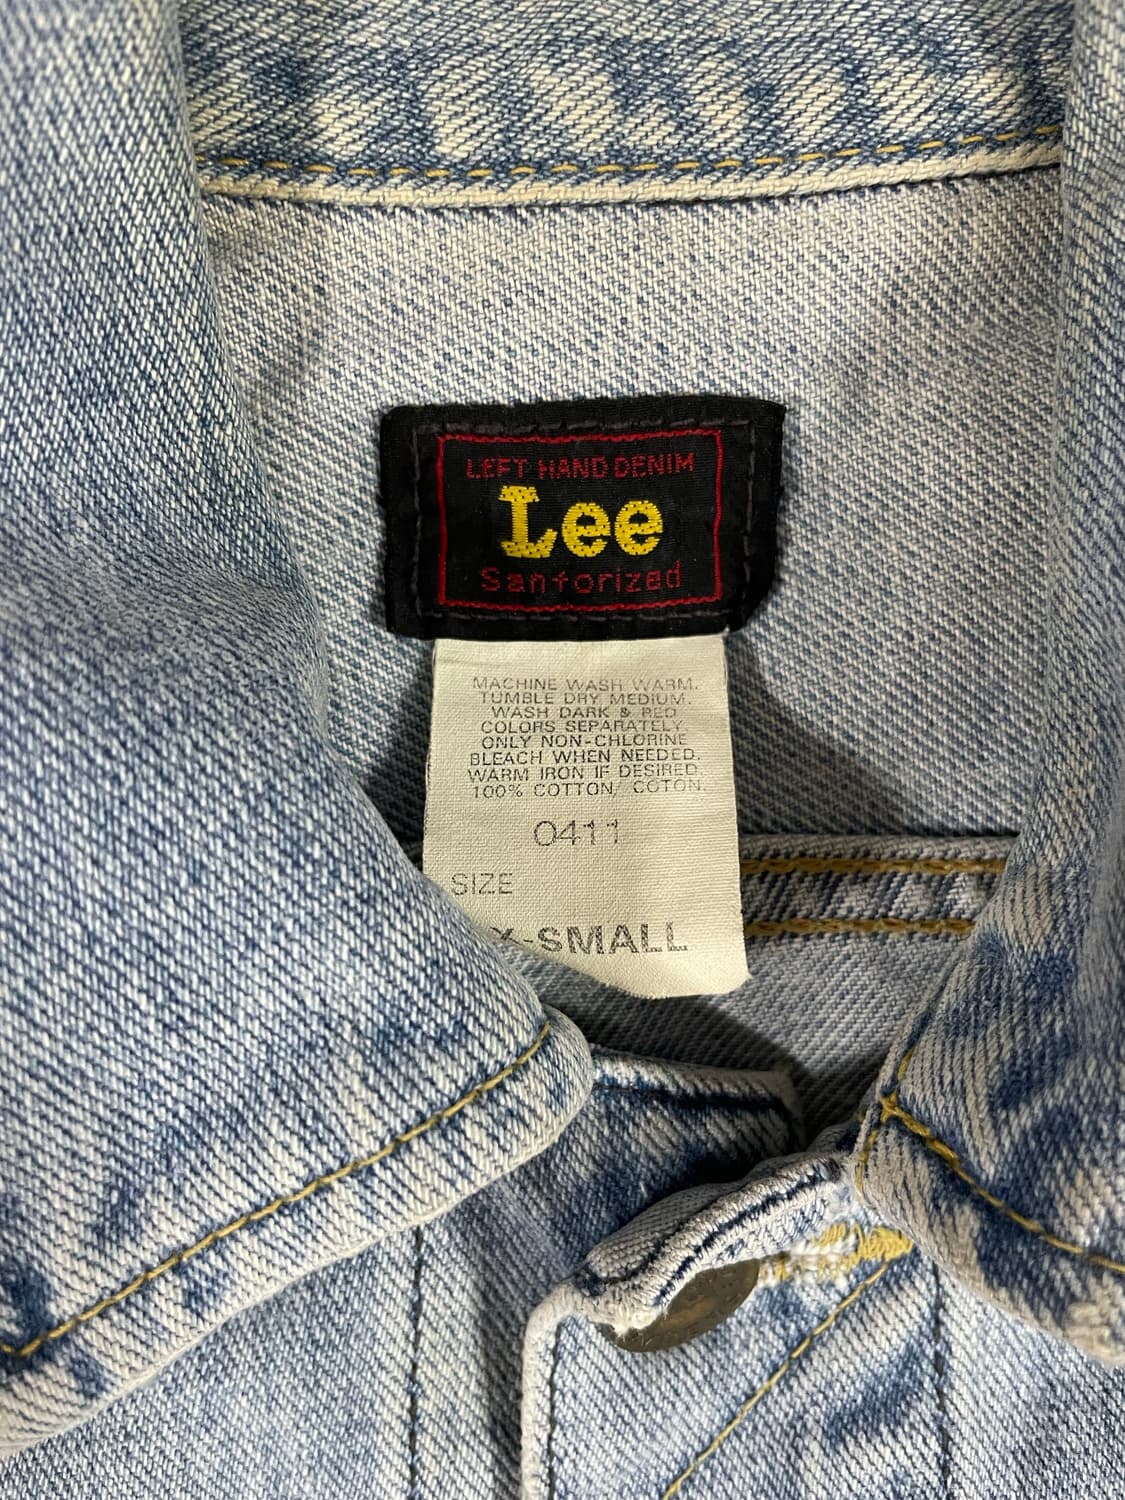 LEFT HAND DENIM
Lee
Sanforized
MACHINE WASH WARM.
TUMBLE DRY MEDIUM.
WASH DARK & RED
COLORS SEPARATELY.
ONLY NON-CHLORINE
BLEACH WHEN NEEDED.
WARM IRON IF DESIRED.
100% COTTON/ COTON.
0411
SIZE
X-SMALL